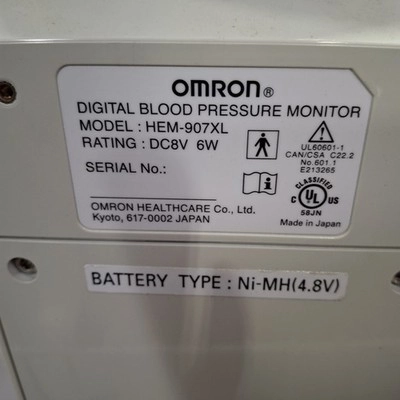 OMRON®
DIGITAL BLOOD PRESSURE MONITOR
MODEL : HEM-907XL
RATING : DC8V 6W
SERIAL No.:
UL60601-1
CAN/CSA C22.2
No.601.1
E213265
CLASSIFIED
C UL US
58JN
OMRON HEALTHCARE Co., Ltd.
Kyoto, 617-0002 JAPAN
Made in Japan
BATTERY TYPE : Ni-MH(4.8V)